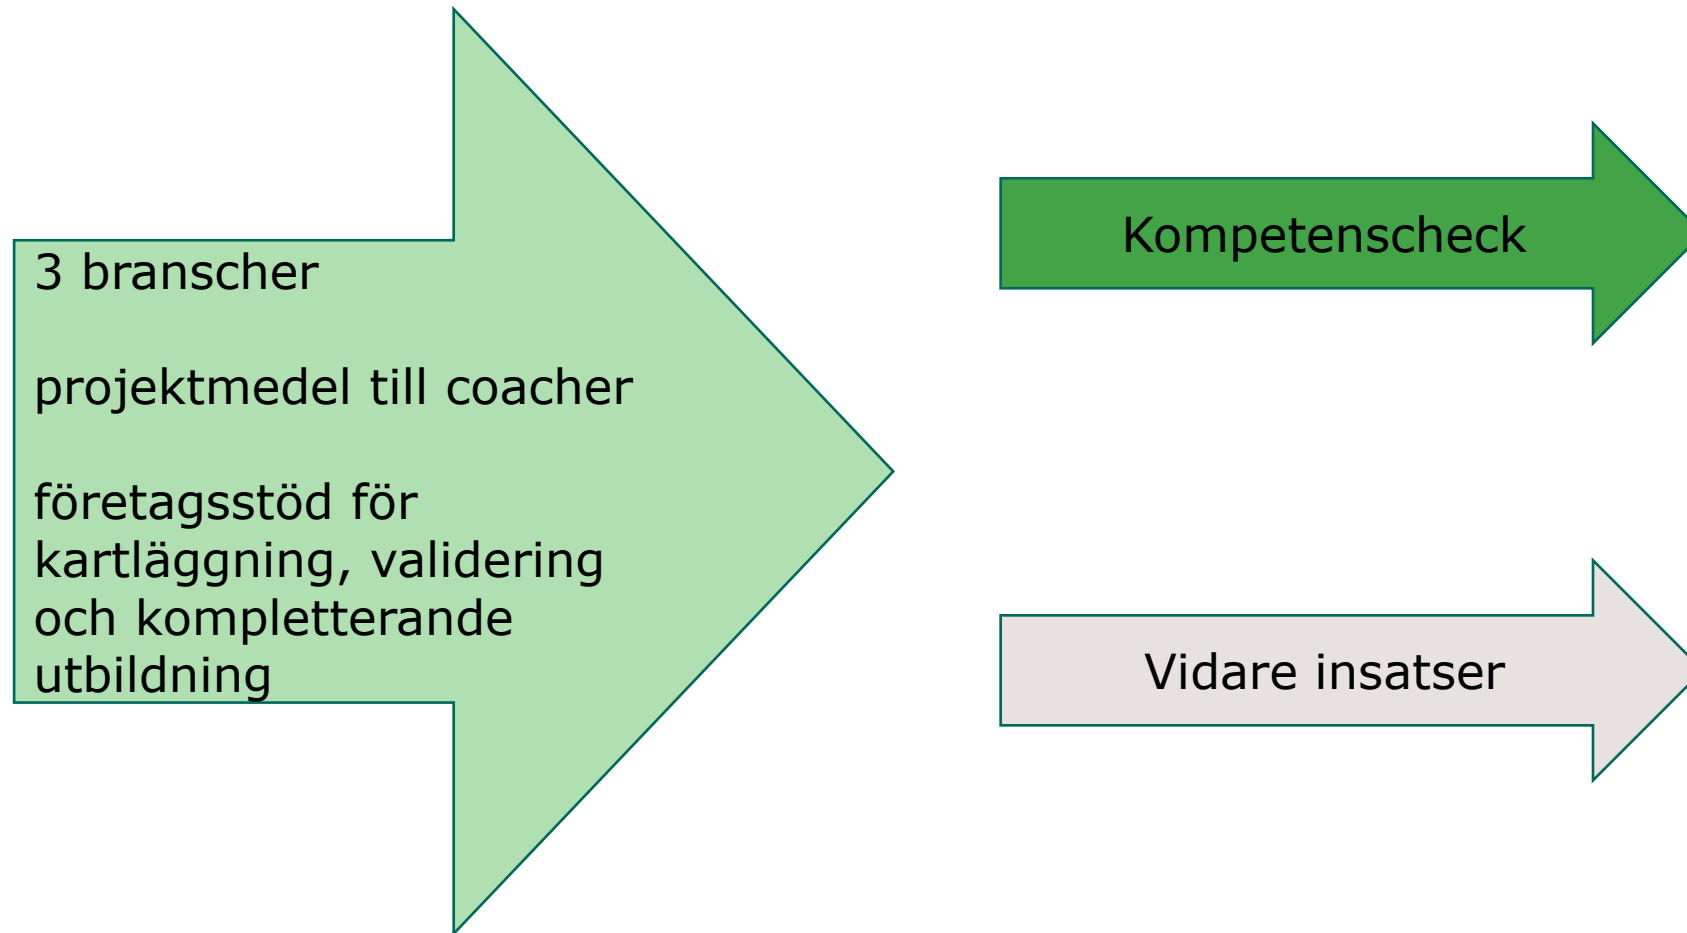 3 branscher
projektmedel till coacher
företagsstöd för
kartläggning, validering
och kompletterande
utbildning
Kompetenscheck
Vidare insatser